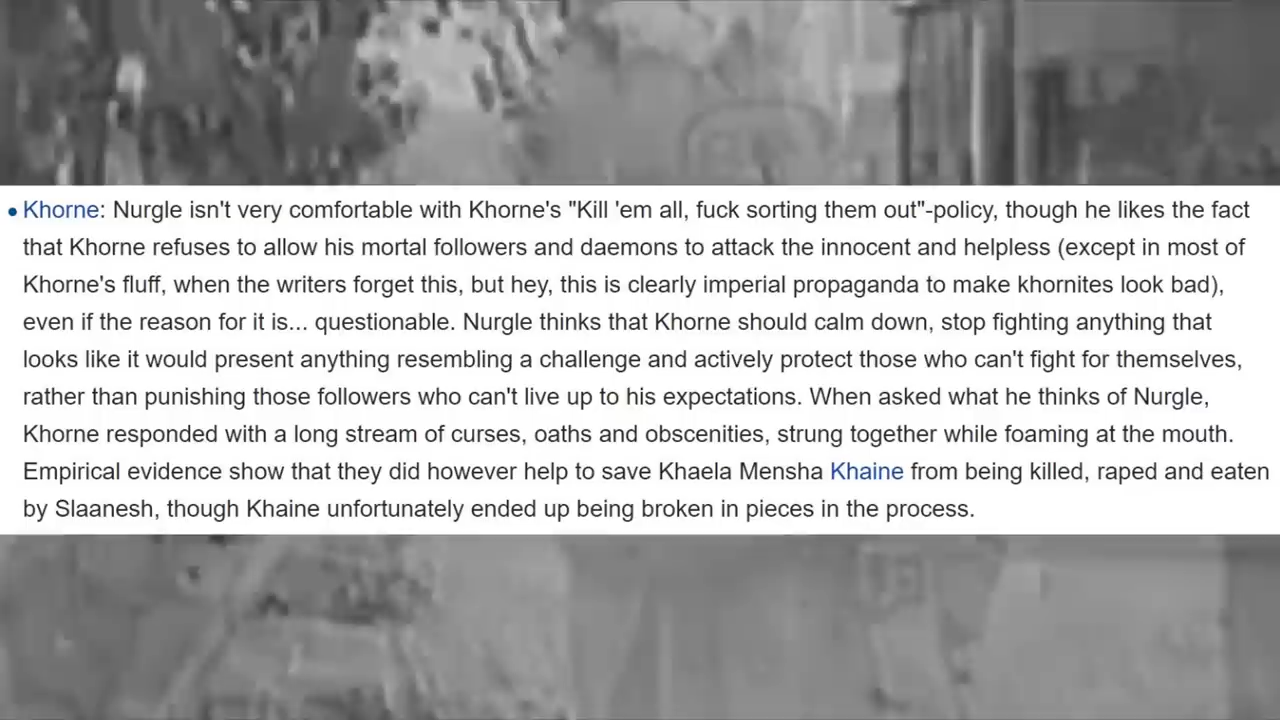 • Khorne: Nurgle isn't very comfortable with Khorne's "Kill 'em all, fuck sorting them out"-policy, though he likes the fact
that Khorne refuses to allow his mortal followers and daemons to attack the innocent and helpless (except in most of
Khorne's fluff, when the writers forget this, but hey, this is clearly imperial propaganda to make khornites look bad),
even if the reason for it is... questionable. Nurgle thinks that Khorne should calm down, stop fighting anything that
looks like it would present anything resembling a challenge and actively protect those who can't fight for themselves,
rather than punishing those followers who can't live up to his expectations. When asked what he thinks of Nurgle,
Khorne responded with a long stream of curses, oaths and obscenities, strung together while foaming at the mouth.
Empirical evidence show that they did however help to save Khaela Mensha Khaine from being killed, raped and eaten
by Slaanesh, though Khaine unfortunately ended up being broken in pieces in the process.